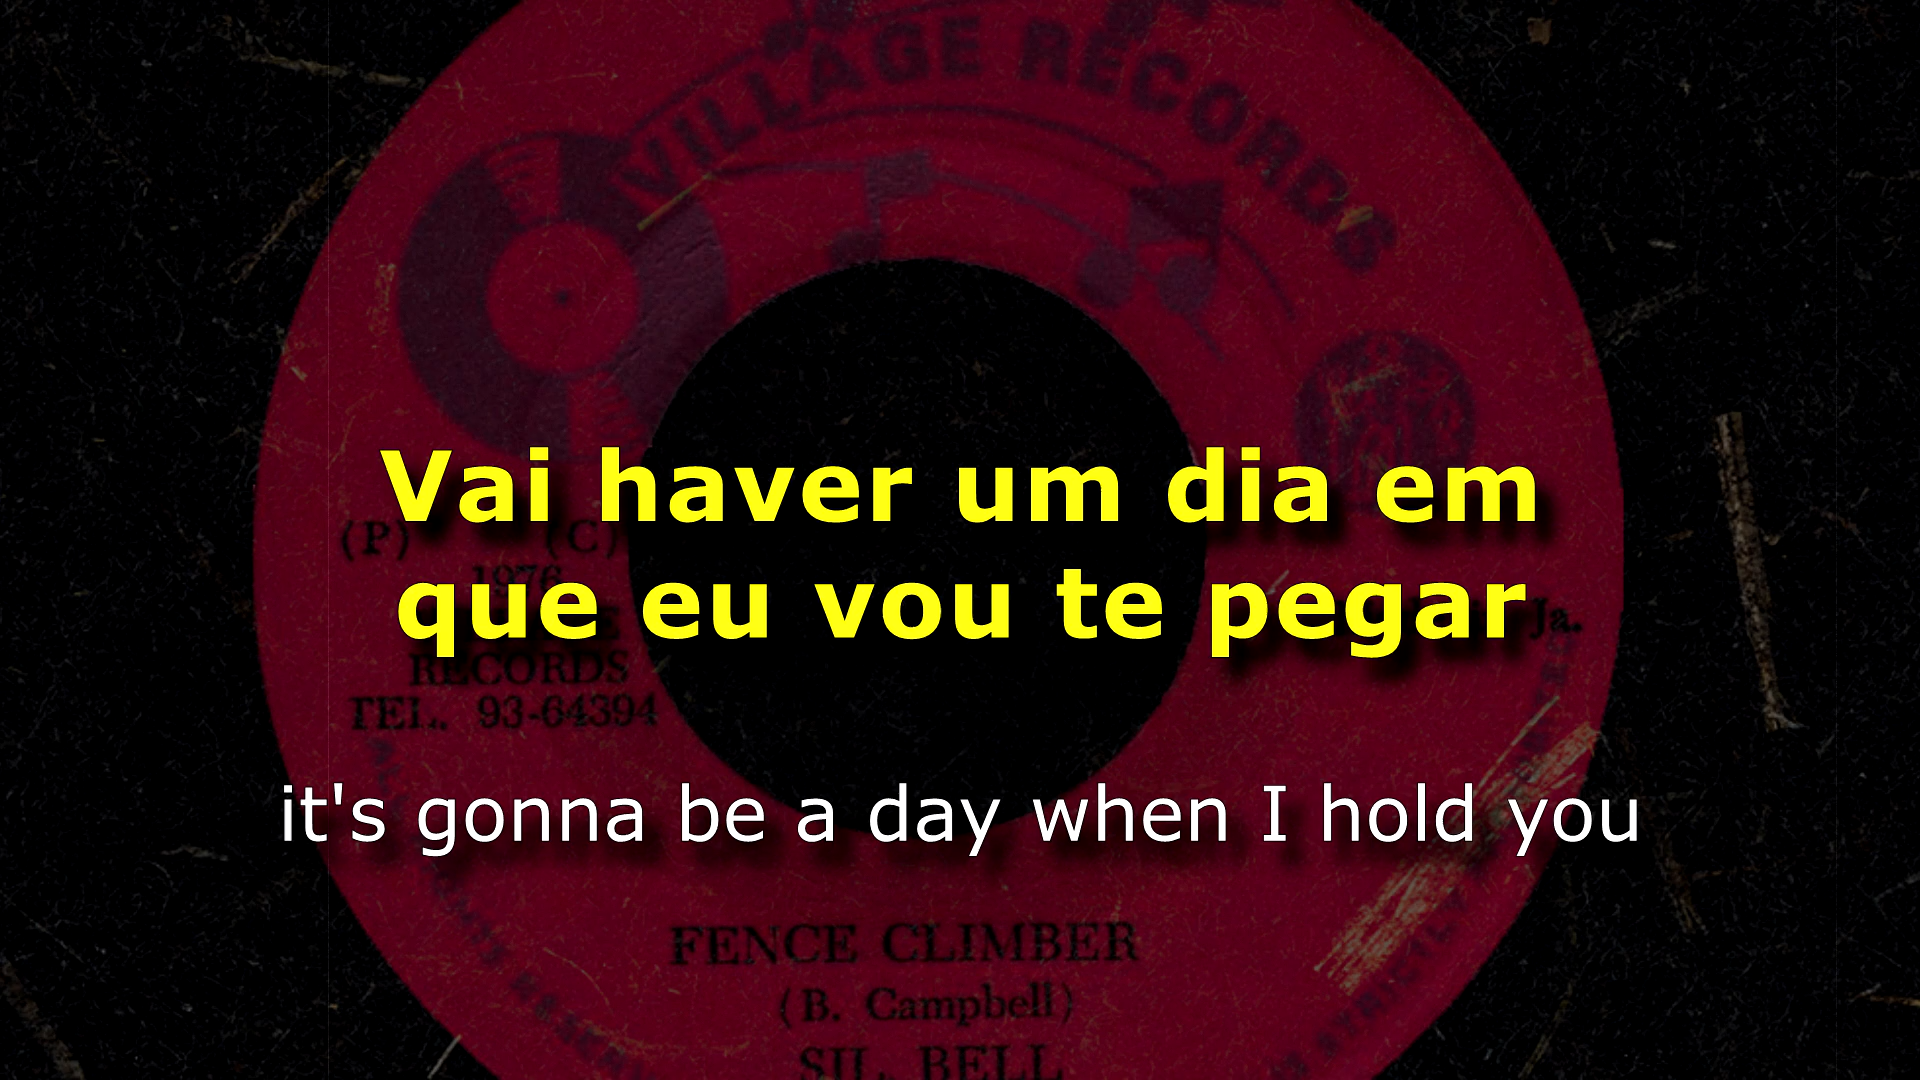 VILLAGE RECORDS
Vai haver um dia em
(P) (C)
1976
que eu vou te pegar
Ja.
RECORDS
TEL. 93-64394
it's gonna be a day when I hold you
FENCE CLIMBER
(B. Campbell)
SIL. BELL